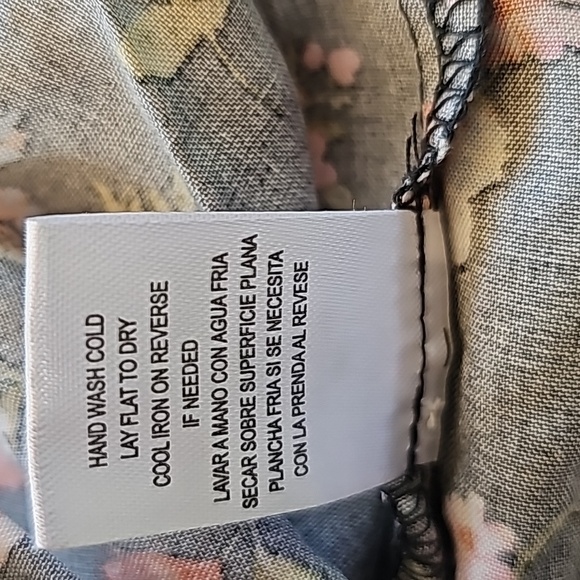 HAND WASH COLD
LAY FLAT TO DRY
COOL IRON ON REVERSE
IF NEEDED
LAVAR A MANO CON AGUA FRIA
SECAR SOBRE SUPERFICIE PLANA
PLANCHA FRIA SI SE NECESITA
CON LA PRENDA AL REVESE